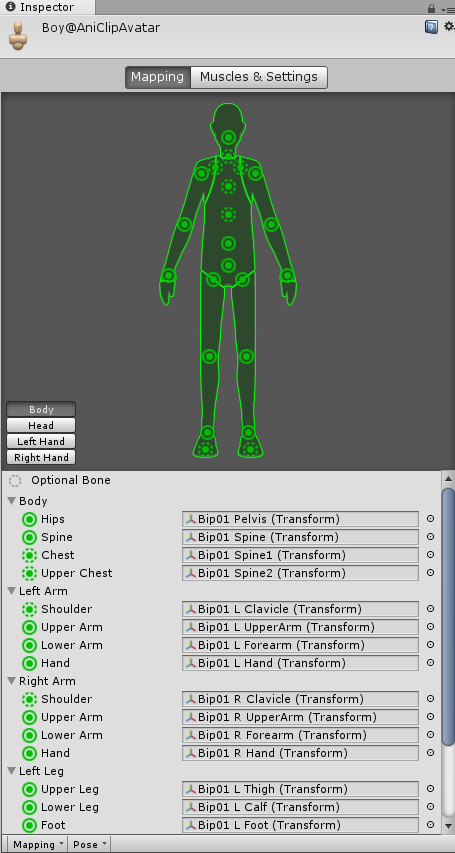 Inspector
Boy@AniClipAvatar
Mapping Muscles & Settings
Body
Head
Left Hand
Right Hand
Optional Bone
Body
Hips Bip01 Pelvis (Transform)
Spine Bip01 Spine (Transform)
Chest Bip01 Spine1 (Transform)
Upper Chest Bip01 Spine2 (Transform)
Left Arm
Shoulder Bip01 L Clavicle (Transform)
Upper Arm Bip01 L UpperArm (Transform)
Lower Arm Bip01 L Forearm (Transform)
Hand Bip01 L Hand (Transform)
Right Arm
Shoulder Bip01 R Clavicle (Transform)
Upper Arm Bip01 R UpperArm (Transform)
Lower Arm Bip01 R Forearm (Transform)
Hand Bip01 R Hand (Transform)
Left Leg
Upper Leg Bip01 L Thigh (Transform)
Lower Leg Bip01 L Calf (Transform)
Foot Bip01 L Foot (Transform)
Mapping Pose